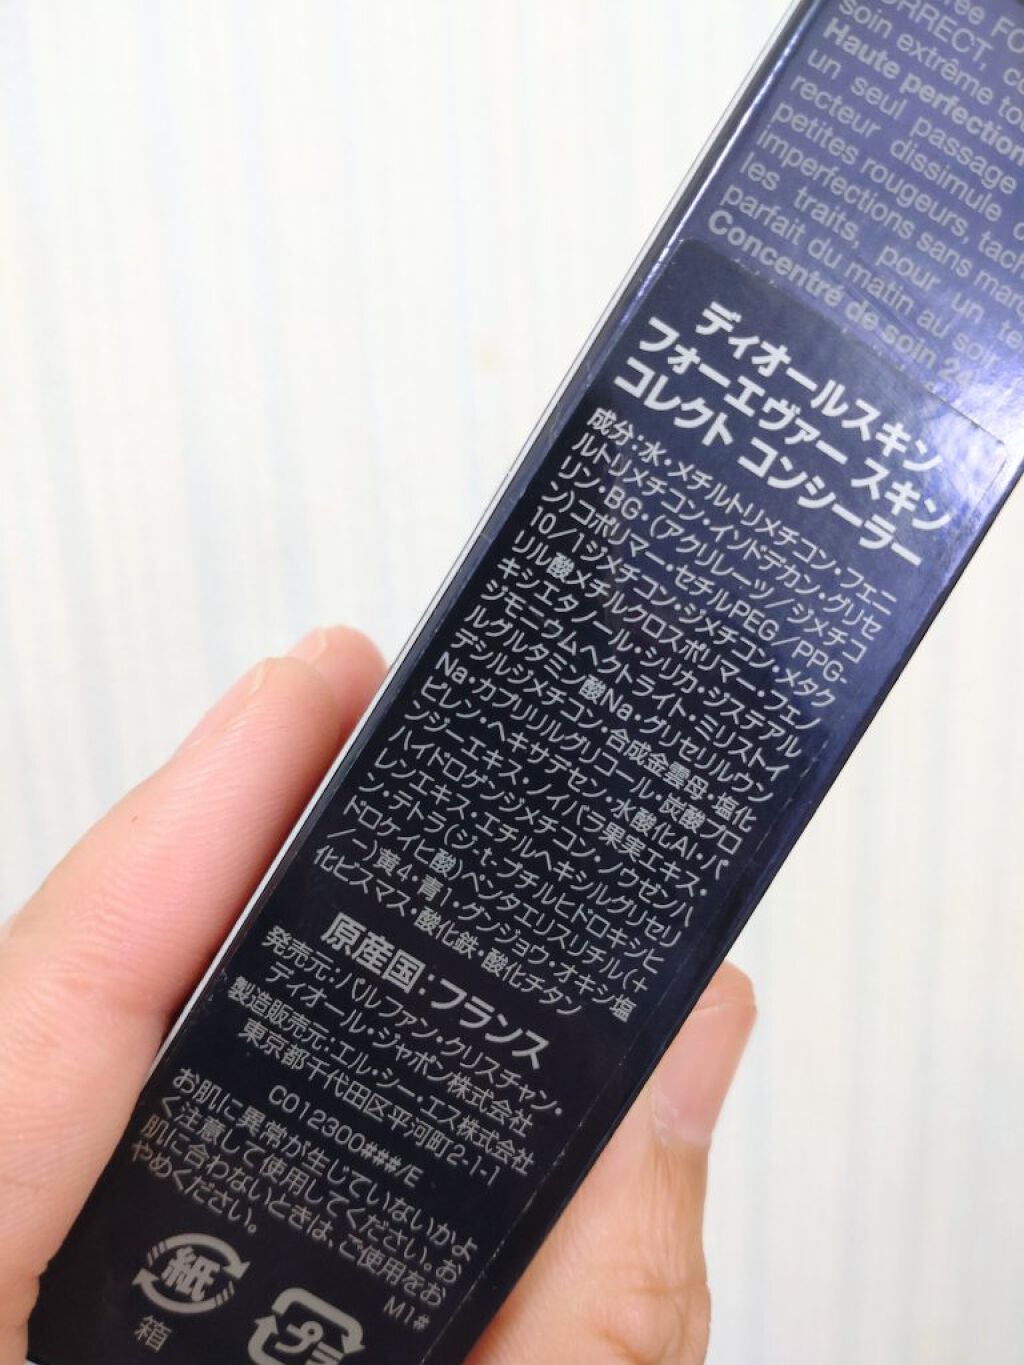 ree FO
CORRECT, co
soin extrême tou
Haute perfection
un seul passage
recteur dissimule c
petites rougeurs, tach
imperfections sans marq
les traits, pour un te
parfait du matin au soir.
Concentré de soin 24
ディオールスキン
フォーエヴァー スキン
コレクト コンシーラー
成分:水・メチルトリメチコン・フェニ
ルトリメチコン・イソドデカン・グリセ
リン・BG・(アクリレーツ/ジメチコ
ン)コポリマー・セチルPEG/PPG-
10/1ジメチコン・ジメチコン・メタク
リル酸メチルクロスポリマー・フェノ
キシエタノール・シリカ・ジステアル
ジモニウムヘクトライト・ミリストイ
ルグルタミン酸Na・グリセリルウン
デシルジメチコン・合成金雲母・塩化
Na・カプリリルグリコール・炭酸プロ
ピレン・ヘキサデセン・水酸化Al・パ
ンジーエキス・ノイバラ果実エキス・
ハイドロゲンジメチコン・ノウゼンハ
レンエキス・エチルヘキシルグリセリ
ン・テトラ(ジ-t-ブチルヒドロキシヒ
ドロケイヒ酸)ペンタエリスリチル(+
/-)黄4・青1・グンジョウ・オキシ塩
化ビスマス・酸化鉄・酸化チタン
原産国:フランス
発売元:パルファン・クリスチャン・
ディオール・ジャポン株式会社
製造販売元:エル・シー・エス株式会社
東京都千代田区平河町2-1-1
C012300###/E
お肌に異常が生じていないかよ
く注意して使用してください。お
肌に合わないときは、ご使用をお
やめください。
M1#
紙
箱
プラ